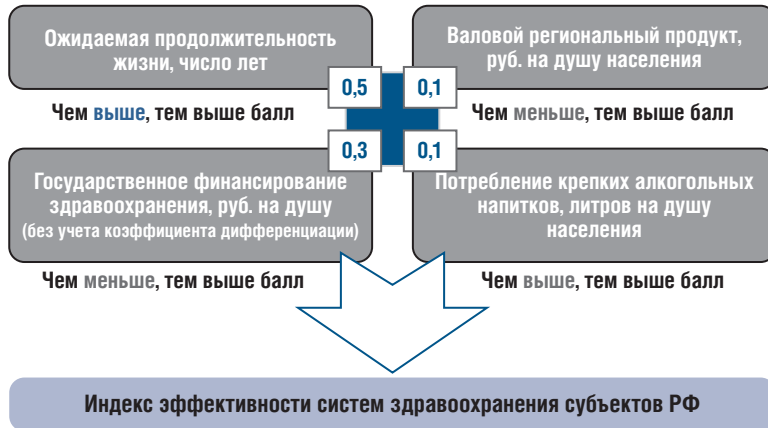 Ожидаемая продолжительность
жизни, число лет
0,5
Чем выше, тем выше балл
Валовой региональный продукт,
руб. на душу населения
0,1
Чем меньше, тем выше балл
0,3
Государственное финансирование
здравоохранения, руб. на душу
(без учета коэффициента дифференциации)
Чем меньше, тем выше балл
0,1
Потребление крепких алкогольных
напитков, литров на душу
населения
Чем выше, тем выше балл
Индекс эффективности систем здравоохранения субъектов РФ